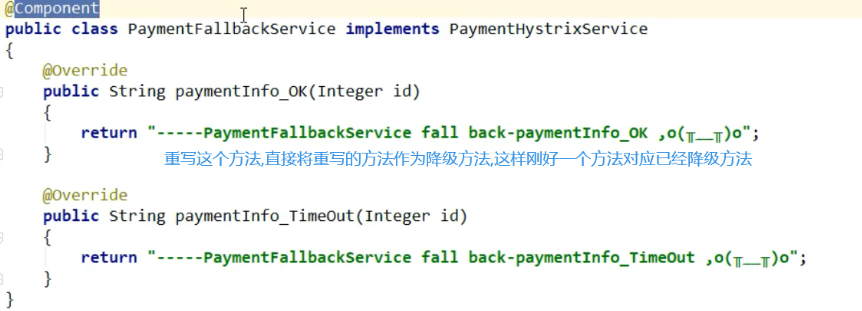 @Component
public class PaymentFallbackService implements PaymentHystrixService
{
    @Override
    public String paymentInfo_OK(Integer id)
    {
        return "-----PaymentFallbackService fall back-paymentInfo_OK ,o(╥﹏╥)o";
    }
重写这个方法,直接将重写的方法作为降级方法,这样刚好一个方法对应已经降级方法
    @Override
    public String paymentInfo_TimeOut(Integer id)
    {
        return "-----PaymentFallbackService fall back-paymentInfo_TimeOut ,o(╥﹏╥)o";
    }
}